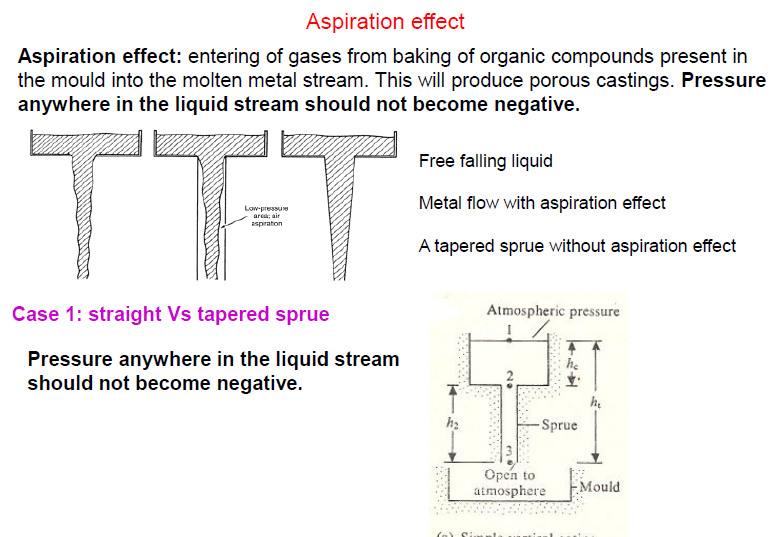 Aspiration effect
Aspiration effect: entering of gases from baking of organic compounds present in
the mould into the molten metal stream. This will produce porous castings. Pressure
anywhere in the liquid stream should not become negative.
Low-pressure
area; air
aspiration
Free falling liquid
Metal flow with aspiration effect
A tapered sprue without aspiration effect
Case 1: straight Vs tapered sprue
Pressure anywhere in the liquid stream
should not become negative.
Atmospheric pressure
1
hc
2
ht
h2
Sprue
3
Open to
atmosphere
Mould